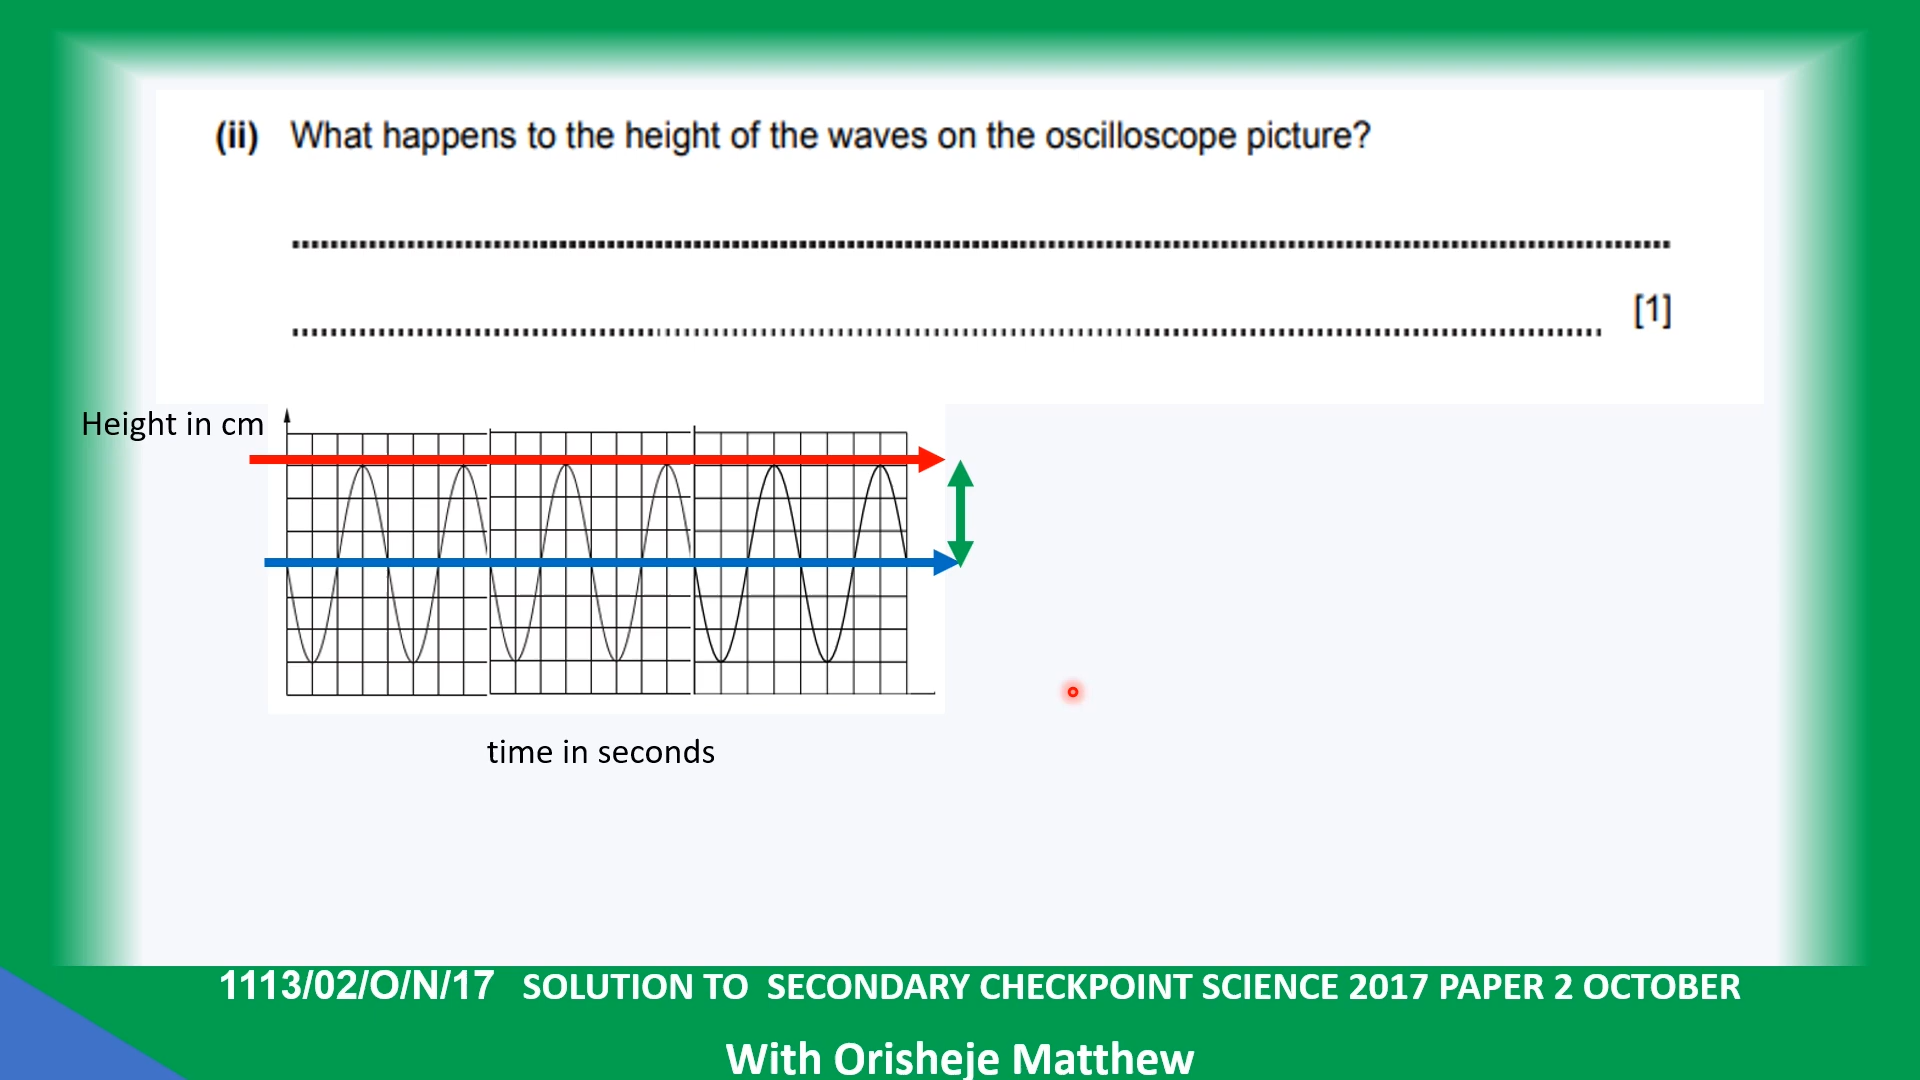 (ii) What happens to the height of the waves on the oscilloscope picture?
[1]
Height in cm
time in seconds
1113/02/O/N/17 SOLUTION TO SECONDARY CHECKPOINT SCIENCE 2017 PAPER 2 OCTOBER
With Orisheje Matthew